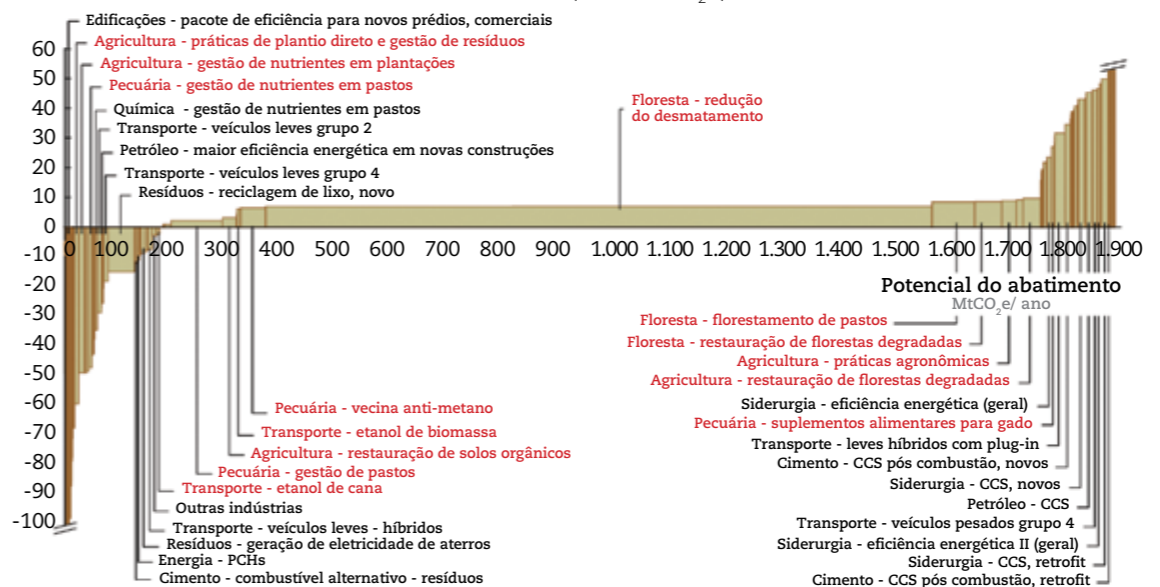 Edificações - pacote de eficiência para novos prédios, comerciais
Agricultura - práticas de plantio direto e gestão de resíduos
Agricultura - gestão de nutrientes em plantações
Pecuária - gestão de nutrientes em pastos
Química - gestão de nutrientes em pastos
Transporte - veículos leves grupo 2
Petróleo - maior eficiência energética em novas construções
Transporte - veículos leves grupo 4
Resíduos - reciclagem de lixo, novo
Floresta - redução
do desmatamento
60
50
40
30
20
10
0
-10
-20
-30
-40
-50
-60
-70
-80
-90
-100
0 100 200 300 400 500 600 700 800 900 1.000 1.100 1.200 1.300 1.400 1.500 1.600 1.700 1.800 1.900
Potencial do abatimento
MtCO2e/ ano
Pecuária - vecina anti-metano
Transporte - etanol de biomassa
Agricultura - restauração de solos orgânicos
Pecuária - gestão de pastos
Transporte - etanol de cana
Outras indústrias
Transporte - veículos leves - híbridos
Resíduos - geração de eletricidade de aterros
Energia - PCHs
Cimento - combustível alternativo - resíduos
Floresta - florestamento de pastos
Floresta - restauração de florestas degradadas
Agricultura - práticas agronômicas
Agricultura - restauração de florestas degradadas
Siderurgia - eficiência energética (geral)
Pecuária - suplementos alimentares para gado
Transporte - leves híbridos com plug-in
Cimento - CCS pós combustão, novos
Siderurgia - CCS, novos
Petróleo - CCS
Transporte - veículos pesados grupo 4
Siderurgia - eficiência energética II (geral)
Siderurgia - CCS, retrofit
Cimento - CCS pós combustão, retrofit